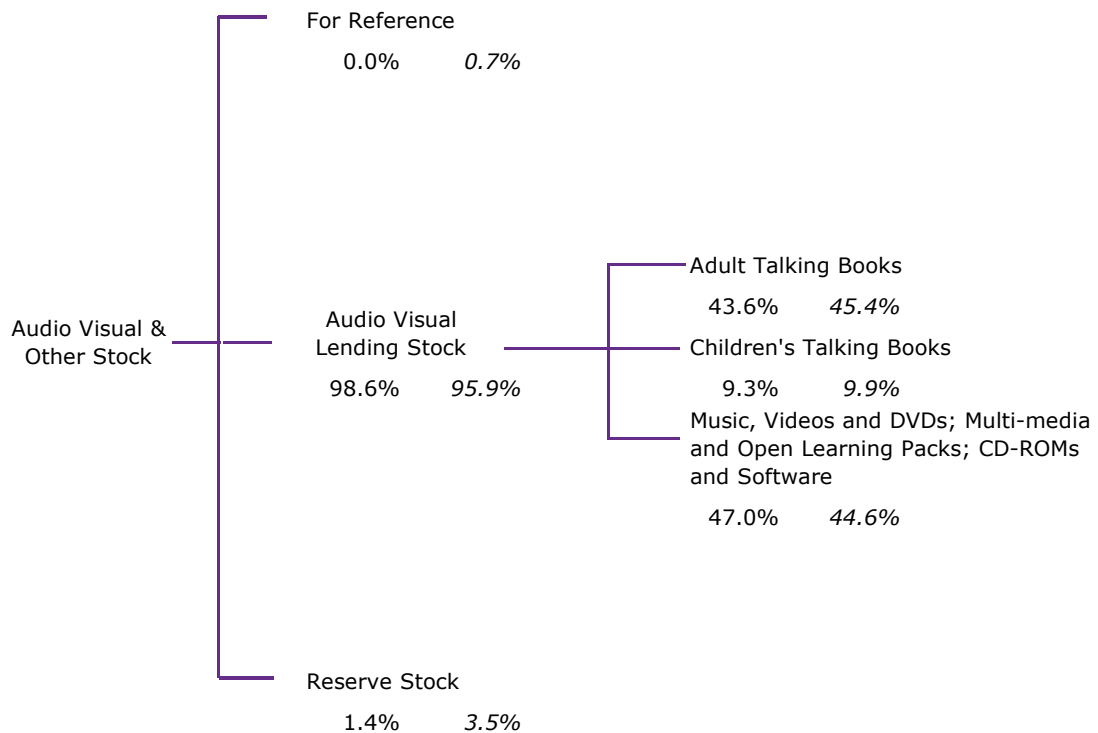 For Reference
0.0% 0.7%
Audio Visual &
Other Stock
Audio Visual
Lending Stock
98.6% 95.9%
Adult Talking Books
43.6% 45.4%
Children's Talking Books
9.3% 9.9%
Music, Videos and DVDs; Multi-media
and Open Learning Packs; CD-ROMs
and Software
47.0% 44.6%
Reserve Stock
1.4% 3.5%